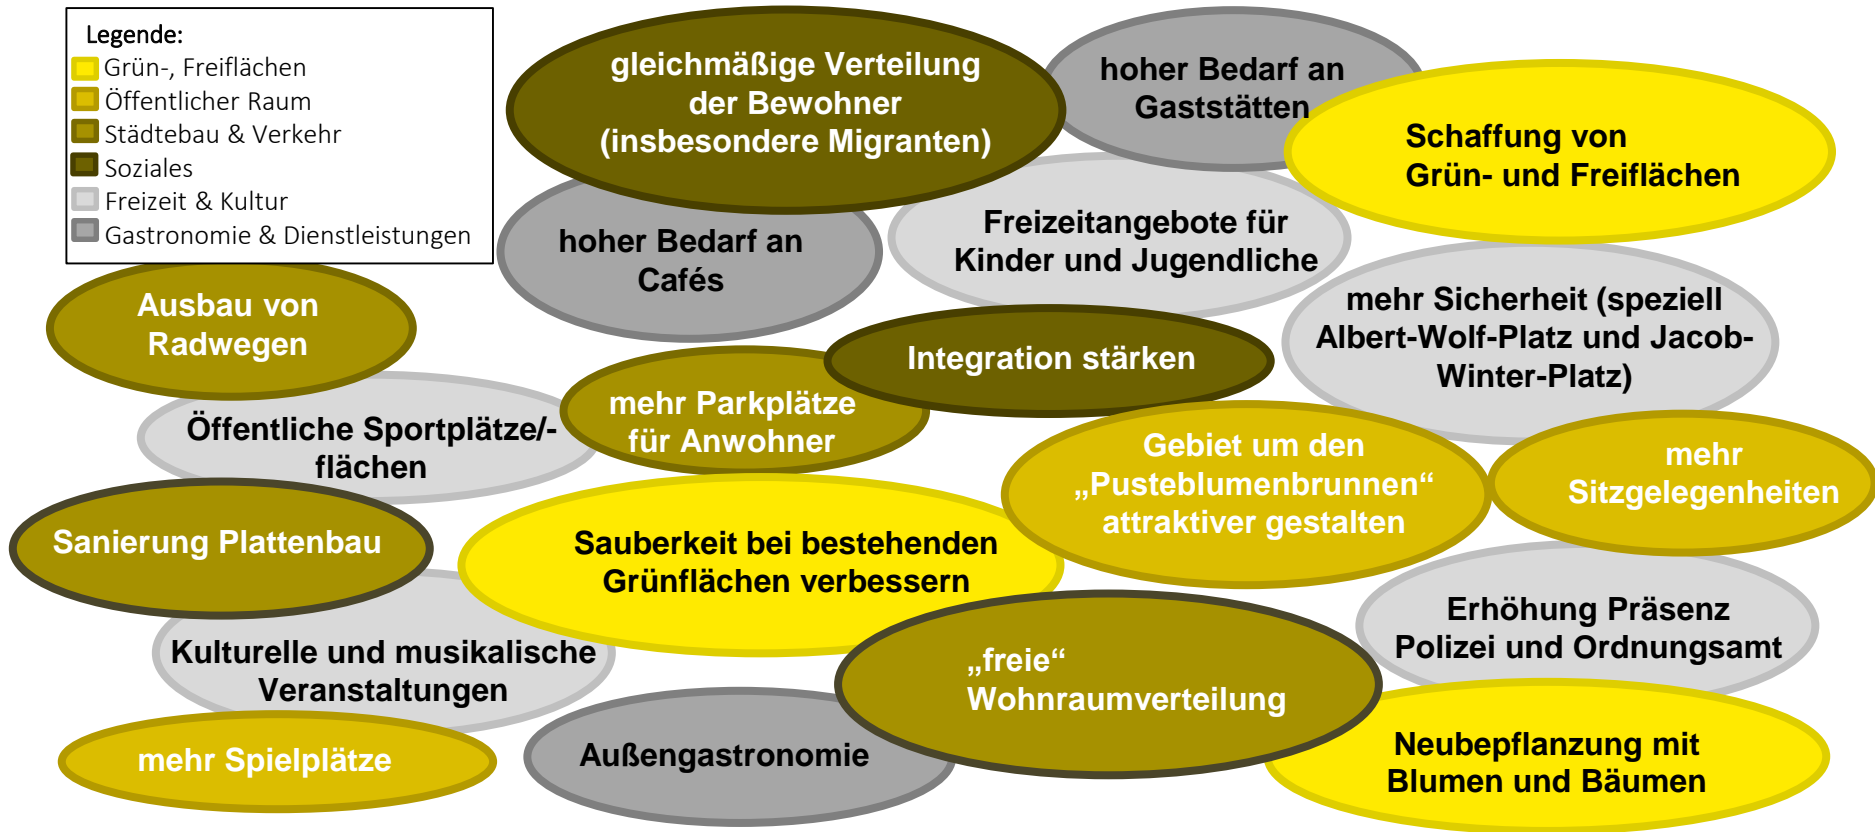 Legende:
Grün-, Freiflächen
Öffentlicher Raum
Städtebau & Verkehr
Soziales
Freizeit & Kultur
Gastronomie & Dienstleistungen
gleichmäßige Verteilung
der Bewohner
(insbesondere Migranten)
hoher Bedarf an
Gaststätten
Schaffung von
Grün- und Freiflächen
hoher Bedarf an
Cafés
Freizeitangebote für
Kinder und Jugendliche
Ausbau von
Radwegen
mehr Sicherheit (speziell
Albert-Wolf-Platz und Jacob-
Winter-Platz)
Integration stärken
Öffentliche Sportplätze/-
flächen
mehr Parkplätze
für Anwohner
Gebiet um den
„Pusteblumenbrunnen“
attraktiver gestalten
mehr
Sitzgelegenheiten
Sanierung Plattenbau
Sauberkeit bei bestehenden
Grünflächen verbessern
Erhöhung Präsenz
Polizei und Ordnungsamt
Kulturelle und musikalische
Veranstaltungen
„freie“
Wohnraumverteilung
mehr Spielplätze
Außengastronomie
Neubepflanzung mit
Blumen und Bäumen